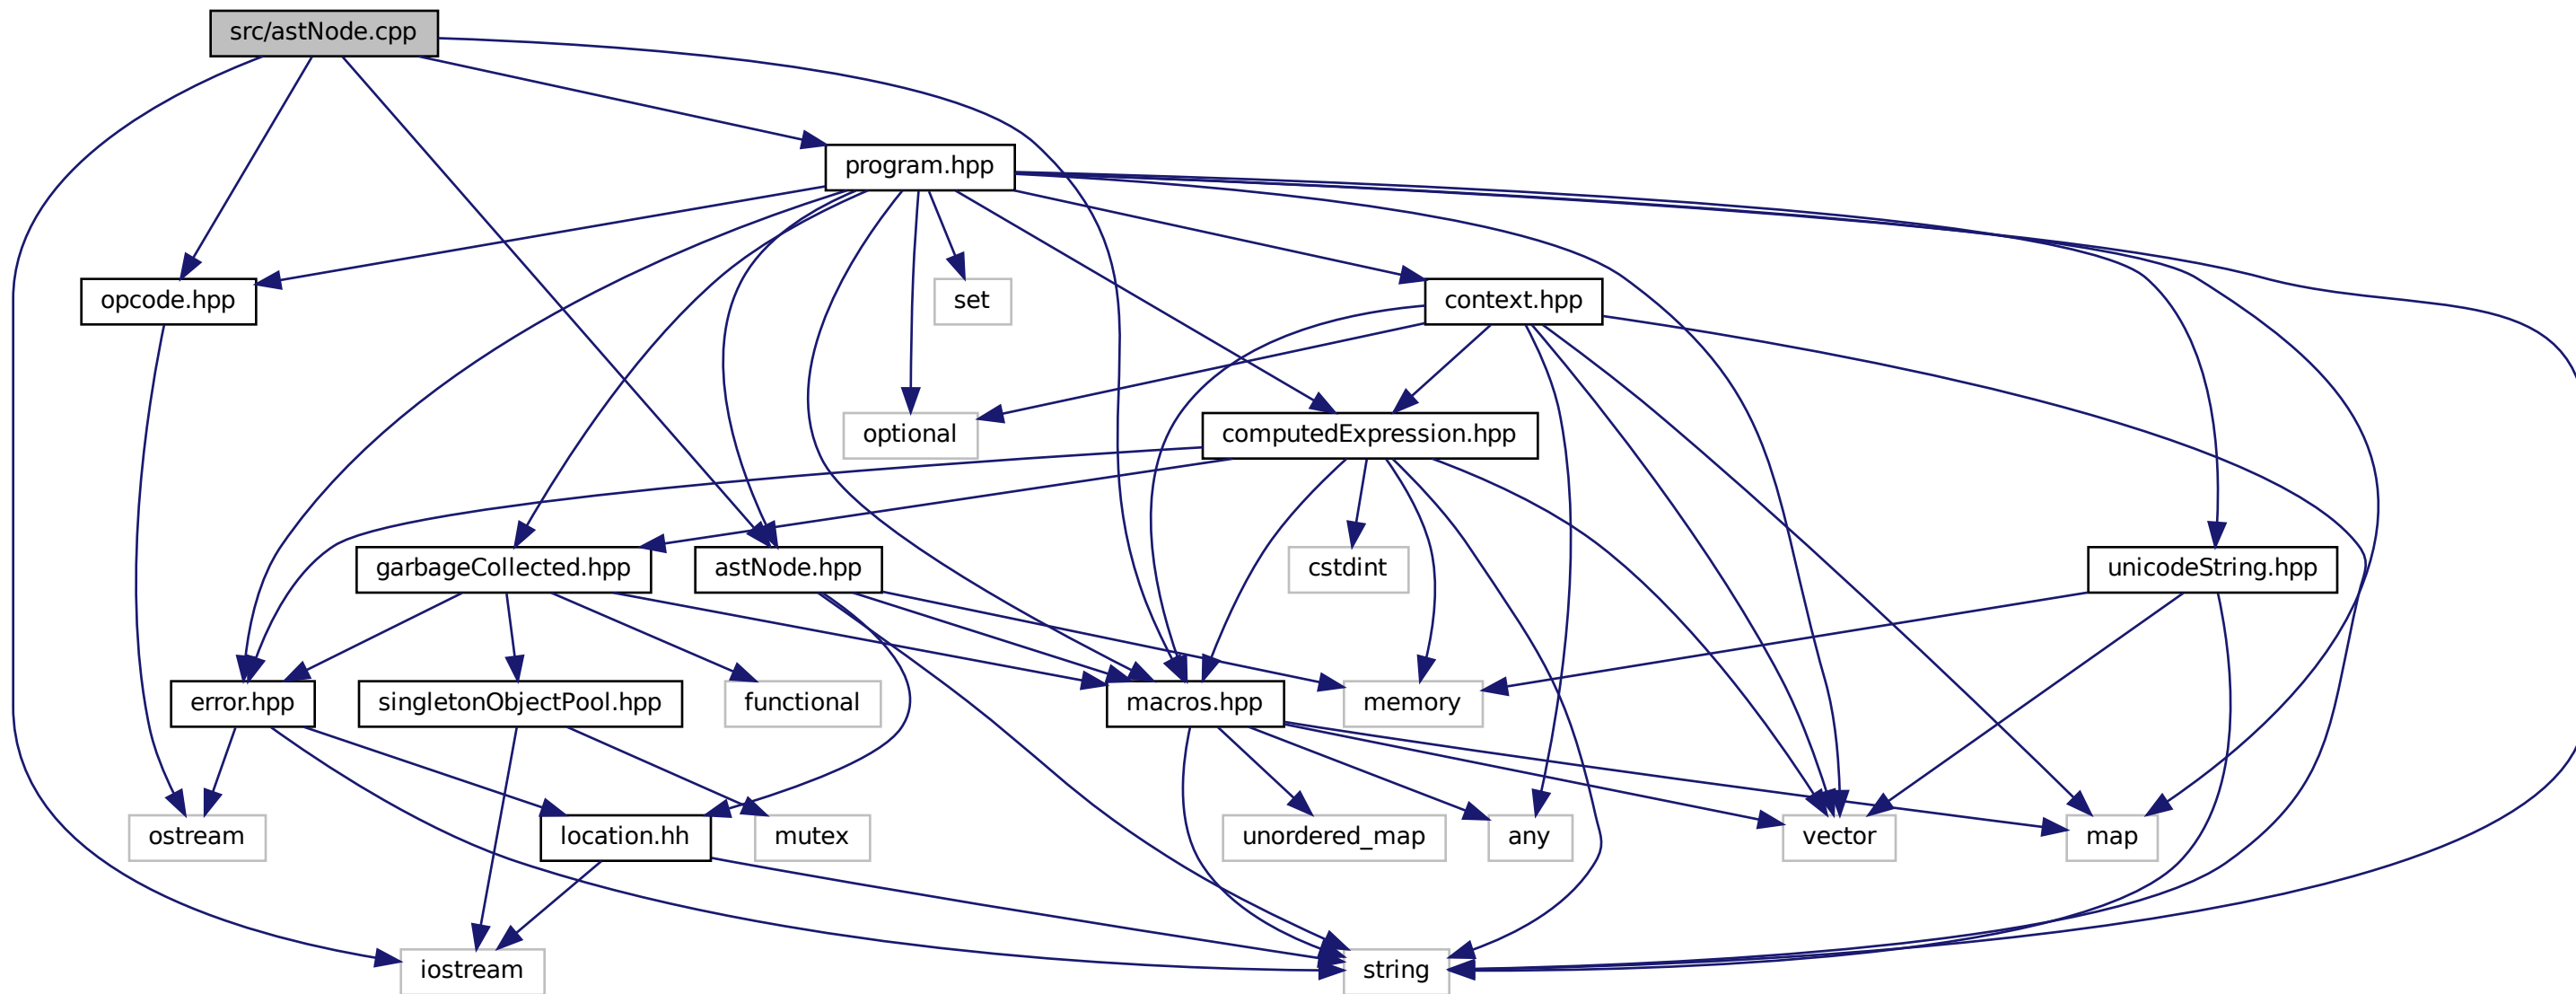 src/astNode.cpp
program.hpp
opcode.hpp
set
context.hpp
optional
computedExpression.hpp
garbageCollected.hpp
astNode.hpp
cstdint
unicodeString.hpp
error.hpp
singletonObjectPool.hpp
functional
macros.hpp
memory
ostream
location.hh
mutex
unordered_map
any
vector
map
iostream
string